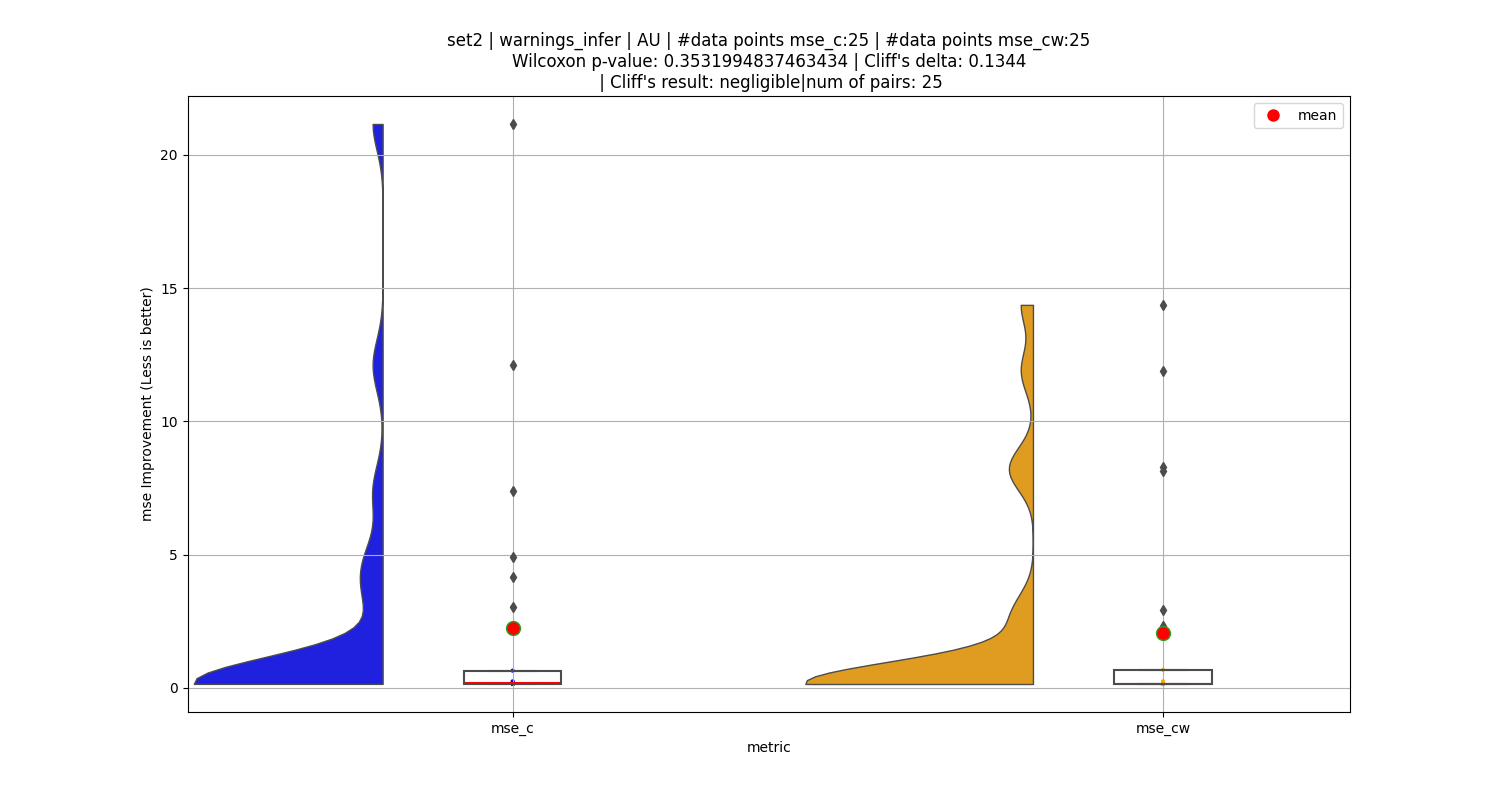 set2 | warnings_infer | AU | #data points mse_c:25 | #data points mse_cw:25
Wilcoxon p-value: 0.3531994837463434 | Cliff's delta: 0.1344
| Cliff's result: negligible|num of pairs: 25
mean
20
15
10
5
0
mse Improvement (Less is better)
mse_c
mse_cw
metric